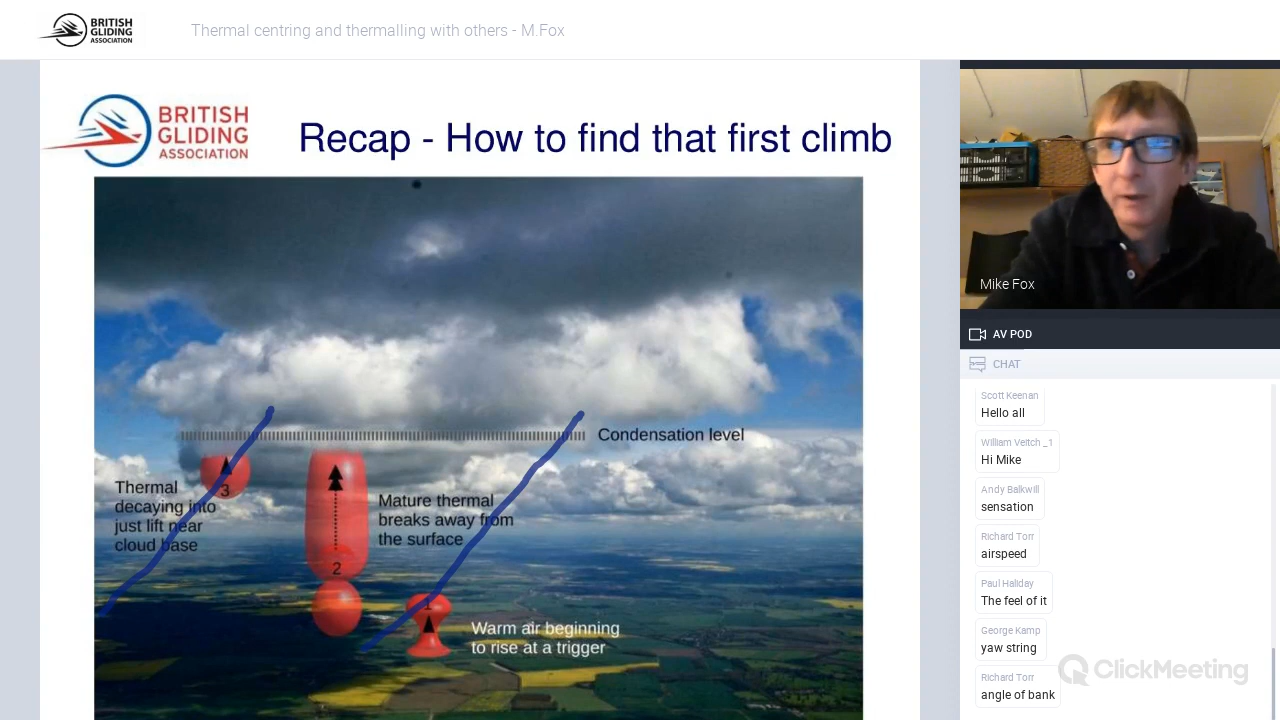 BRITISH
GLIDING
ASSOCIATION
Thermal centring and thermalling with others - M.Fox
BRITISH
GLIDING
ASSOCIATION
Recap - How to find that first climb
Condensation level
3
Thermal
decaying into
just lift near
cloud base
Mature thermal
breaks away from
the surface
2
1
Warm air beginning
to rise at a trigger
Mike Fox
AV POD
CHAT
Scott Keenan
Hello all
William Veitch _1
Hi Mike
Andy Balkwill
sensation
Richard Torr
airspeed
Paul Haliday
The feel of it
George Kamp
yaw string
Richard Torr
angle of bank
ClickMeeting